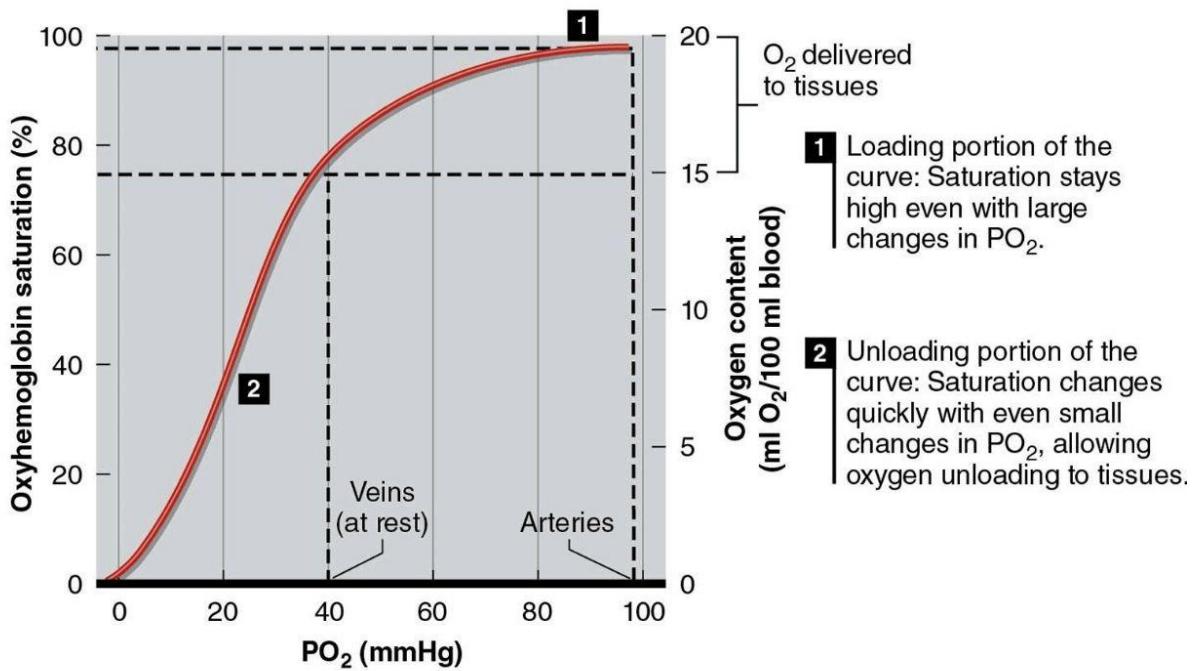 Oxyhemoglobin saturation (%)
100
80
60
40
20
0
1
2
Veins
(at rest)
Arteries
0
20
40
60
80
100
PO₂ (mmHg)
20
15
10
5
0
Oxygen content
(ml O₂/100 ml blood)
O₂ delivered
to tissues
1 Loading portion of the
curve: Saturation stays
high even with large
changes in PO₂.
2 Unloading portion of the
curve: Saturation changes
quickly with even small
changes in PO₂, allowing
oxygen unloading to tissues.